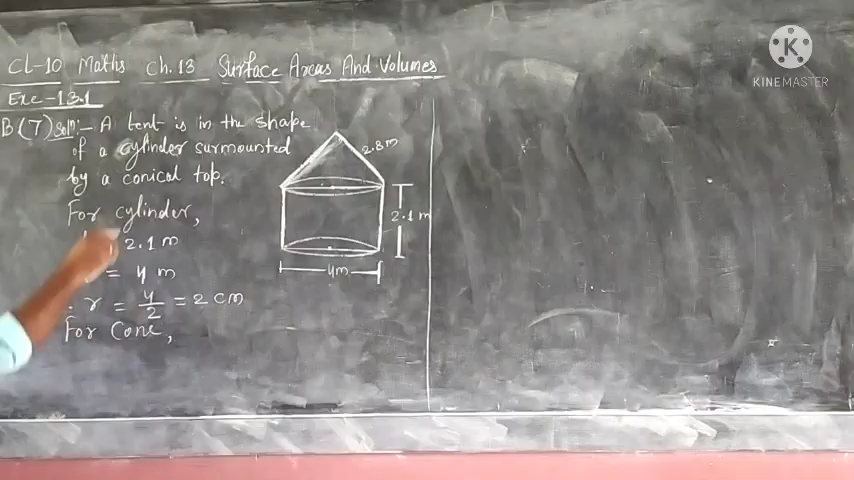 CL-10 Maths Ch.13 Surface Areas And Volumes
Exe-13.1
B(7) Soln:- A tent is in the shape
of a cylinder surmounted
by a conical top.
For cylinder,
2.1 m
= 4 m
r = 4/2 = 2 cm
For Cone,
2.8m
2.1 m
4m
K
KINEMASTER